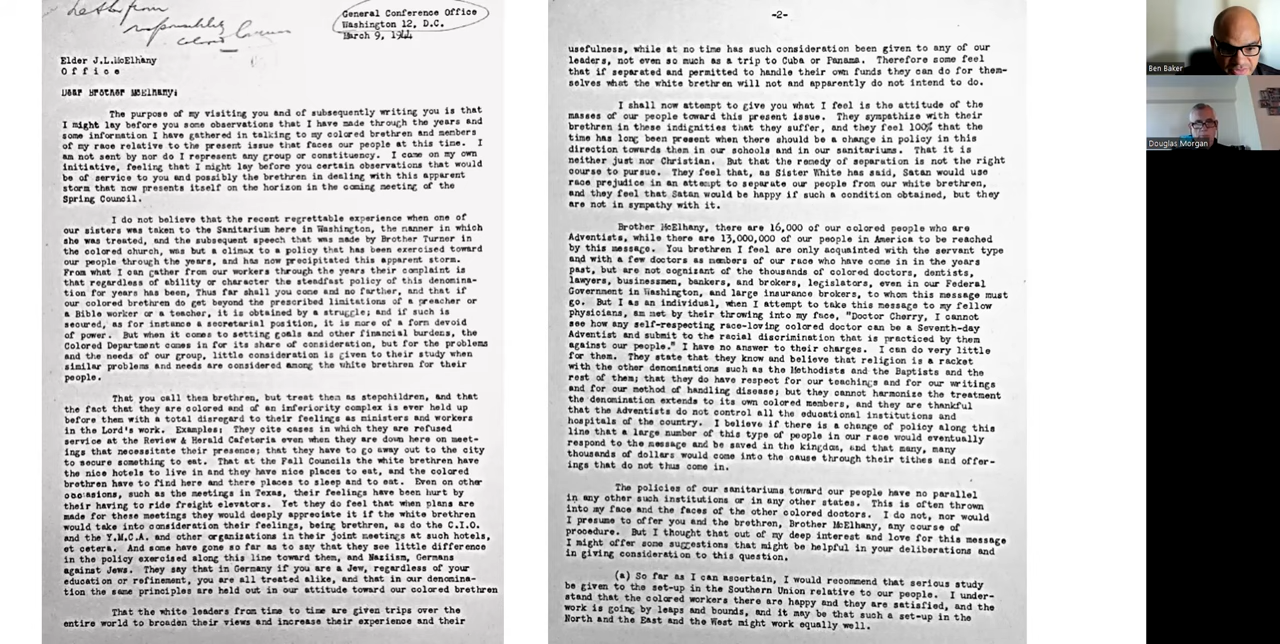 Letter from
responsible
colored layman
General Conference Office
Washington 12, D.C.
March 9, 1944
Elder J.L.McElhany
O f f i c e
Dear Brother McElhany:
The purpose of my visiting you and of subsequently writing you is that
I might lay before you some observations that I have made through the years and
some information I have gathered in talking to my colored brethren and members
of my race relative to the present issue that faces our people at this time. I
am not sent by nor do I represent any group or constituency. I come on my own
initiative, feeling that I might lay before you certain observations that would
be of service to you and possibly the brethren in dealing with this apparent
storm that now presents itself on the horizon in the coming meeting of the
Spring Council.
I do not believe that the recent regrettable experience when one of
our sisters was taken to the Sanitarium here in Washington, the manner in which
she was treated, and the subsequent speech that was made by Brother Turner in
the colored church, was but a climax to a policy that has been exercised toward
our people through the years, and has now precipitated this apparent storm.
From what I can gather from our workers through the years their complaint is
that regardless of ability or character the steadfast policy of this denomina-
tion for years has been, Thus far shall you come and no farther, and that if
our colored brethren do get beyond the prescribed limitations of a preacher or
a Bible worker or a teacher, it is obtained by a struggle; and if such is
secured, as for instance a secretarial position, it is more of a form devoid
of power. But when it comes to setting goals and other financial burdens, the
Colored Department comes in for its share of consideration, but for the problems
and the needs of our group, little consideration is given to their study when
similar problems and needs are considered among the white brethren for their
people.
That you call them brethren, but treat them as stepchildren, and that
the fact that they are colored and of an inferiority complex is ever held up
before them with a total disregard to their feelings as ministers and workers
in the Lord's work. Examples: They cite cases in which they are refused
service at the Review & Herald Cafeteria even when they are down here on meet-
ings that necessitate their presence; that they have to go away out to the city
to secure something to eat. That at the Fall Councils the white brethren have
the nice hotels to live in and they have nice places to eat, and the colored
brethren have to find here and there places to sleep and to eat. Even on other
occasions, such as the meetings in Texas, their feelings have been hurt by
their having to ride freight elevators. Yet they do feel that when plans are
made for these meetings they would deeply appreciate it if the white brethren
would take into consideration their feelings, being brethren, as do the C.I.O.
and the Y.M.C.A. and other organizations in their joint meetings at such hotels,
et cetera. And some have gone so far as to say that they see little difference
in the policy exercised along this line toward them, and Naziism, Germans
against Jews. They say that in Germany if you are a Jew, regardless of your
education or refinement, you are all treated alike, and that in our denomina-
tion the same principles are held out in our attitude toward our colored brethren
That the white leaders from time to time are given trips over the
entire world to broaden their views and increase their experience and their
-2-
usefulness, while at no time has such consideration been given to any of our
leaders, not even so much as a trip to Cuba or Panama. Therefore some feel
that if separated and permitted to handle their own funds they can do for them-
selves what the white brethren will not and apparently do not intend to do.
I shall now attempt to give you what I feel is the attitude of the
masses of our people toward this present issue. They sympathize with their
brethren in these indignities that they suffer, and they feel 100% that the
time has long been present when there should be a change in policy in this
direction towards them in our schools and in our sanitariums. That it is
neither just nor Christian. But that the remedy of separation is not the right
course to pursue. They feel that, as Sister White has said, Satan would use
race prejudice in an attempt to separate our people from our white brethren,
and they feel that Satan would be happy if such a condition obtained, but they
are not in sympathy with it.
Brother McElhany, there are 16,000 of our colored people who are
Adventists, while there are 13,000,000 of our people in America to be reached
by this message. You brethren I feel are only acquainted with the servant type
and with a few doctors as members of our race who have come in in the years
past, but are not cognizant of the thousands of colored doctors, dentists,
lawyers, businessmen, bankers, and brokers, legislators, even in our Federal
Government in Washington, and large insurance brokers, to whom this message must
go. But I as an individual, when I attempt to take this message to my fellow
physicians, am met by their throwing into my face, "Doctor Cherry, I cannot
see how any self-respecting race-loving colored doctor can be a Seventh-day
Adventist and submit to the racial discrimination that is practiced by them
against our people." I have no answer to their charges. I can do very little
for them. They state that they know and believe that religion is a racket
with the other denominations such as the Methodists and the Baptists and the
rest of them; that they do have respect for our teachings and for our writings
and for our method of handling disease; but they cannot harmonize the treatment
the denomination extends to its own colored members, and they are thankful
that the Adventists do not control all the educational institutions and
hospitals of the country. I believe if there is a change of policy along this
line that a large number of this type of people in our race would eventually
respond to the message and be saved in the kingdom, and that many, many
thousands of dollars would come into the cause through their tithes and offer-
ings that do not thus come in.
The policies of our sanitariums toward our people have no parallel
in any other such institutions or in any other states. This is often thrown
into my face and the faces of the other colored doctors. I do not, nor would
I presume to offer you and the brethren, Brother McElhany, any course of
procedure. But I thought that out of my deep interest and love for this message
I might offer some suggestions that might be helpful in your deliberations and
in giving consideration to this question.
(a) So far as I can ascertain, I would recommend that serious study
be given to the set-up in the Southern Union relative to our people. I under-
stand that the colored workers there are happy and they are satisfied, and the
work is going by leaps and bounds, and it may be that such a set-up in the
North and the East and the West might work equally well.
Ben Baker
Douglas Morgan